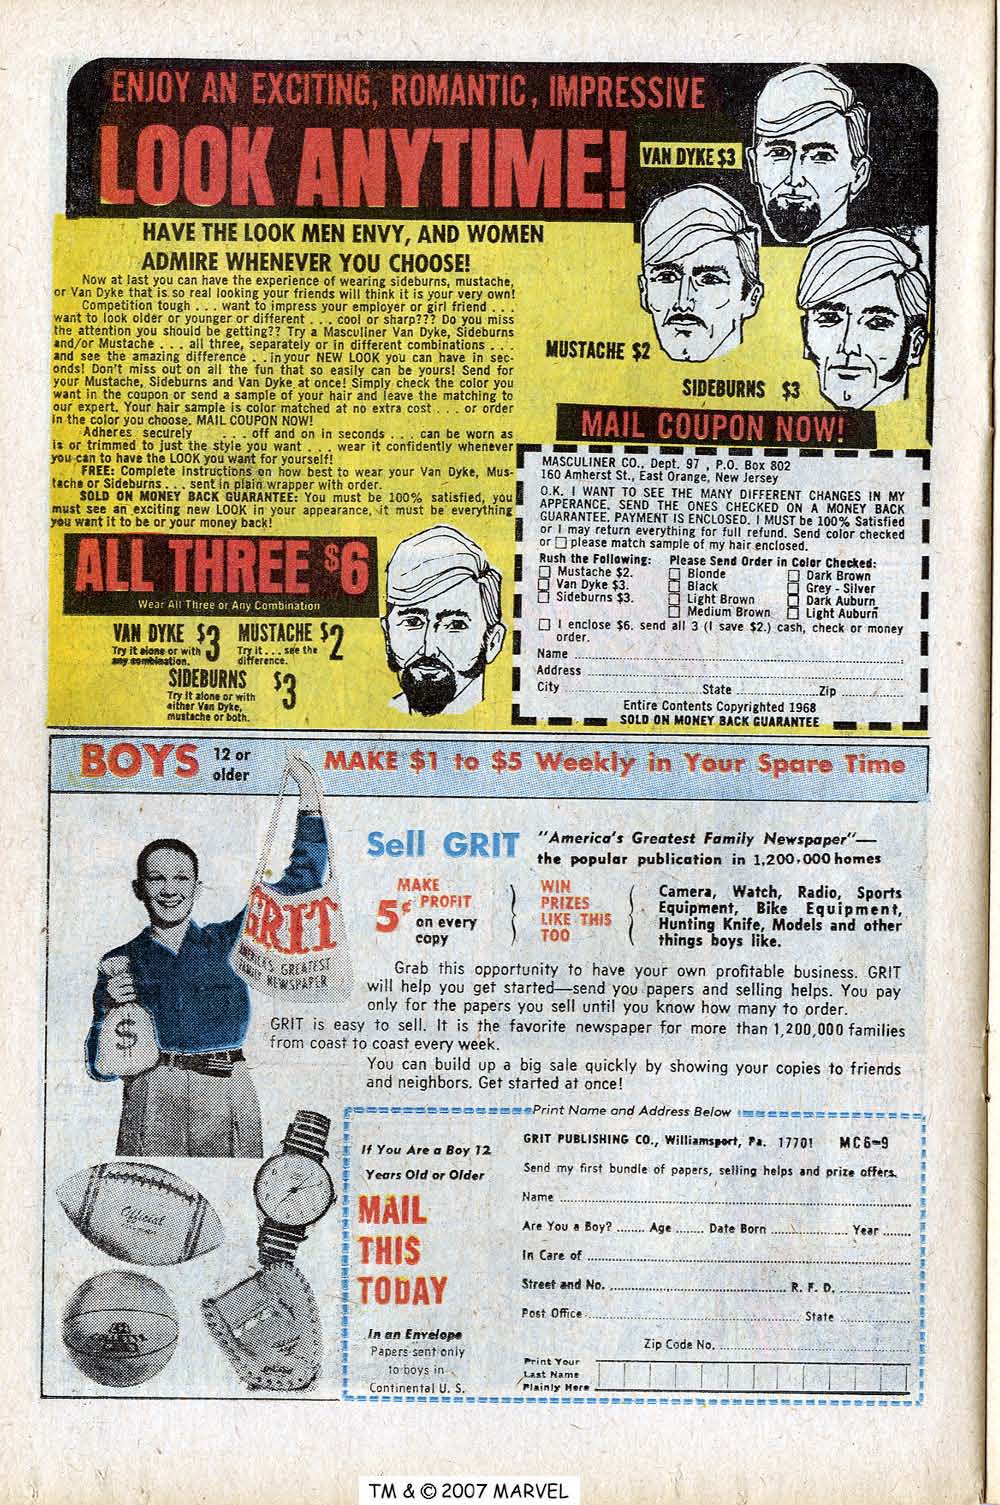 ENJOY AN EXCITING, ROMANTIC, IMPRESSIVE
LOOK ANYTIME!
HAVE THE LOOK MEN ENVY, AND WOMEN
ADMIRE WHENEVER YOU CHOOSE!
Now at last you can have the experience of wearing sideburns, mustache,
or Van Dyke that is so real looking your friends will think it is your very own!
Competition tough . . . want to impress your employer or girl friend . . .
want to look older or younger or different . . . cool or sharp??? Do you miss
the attention you should be getting?? Try a Masculiner Van Dyke, Sideburns
and/or Mustache . . . all three, separately or in different combinations . . .
and see the amazing difference . . in your NEW LOOK you can have in sec-
onds! Don't miss out on all the fun that so easily can be yours! Send for
your Mustache, Sideburns and Van Dyke at once! Simply check the color you
want in the coupon or send a sample of your hair and leave the matching to
our expert. Your hair sample is color matched at no extra cost . . . or order
in the color you choose. MAIL COUPON NOW!
Adheres securely . . . . off and on in seconds . . . can be worn as
is or trimmed to just the style you want . . . wear it confidently whenever
you can to have the LOOK you want for yourself!
FREE: Complete instructions on how best to wear your Van Dyke, Mus-
tache or Sideburns . . . sent in plain wrapper with order.
SOLD ON MONEY BACK GUARANTEE: You must be 100% satisfied, you
must see an exciting new LOOK in your appearance, it must be everything
you want it to be or your money back!
VAN DYKE $3
MUSTACHE $2
SIDEBURNS $3
ALL THREE $6
Wear All Three or Any Combination
VAN DYKE $3
Try it alone or with
any combination.
MUSTACHE $2
Try it . . . see the
difference.
SIDEBURNS $3
Try it alone or with
either Van Dyke,
mustache or both.
MAIL COUPON NOW!
MASCULINER CO., Dept. 97 , P.O. Box 802
160 Amherst St., East Orange, New Jersey
O.K. I WANT TO SEE THE MANY DIFFERENT CHANGES IN MY
APPERANCE. SEND THE ONES CHECKED ON A MONEY BACK
GUARANTEE. PAYMENT IS ENCLOSED. I MUST be 100% Satisfied
or I may return everything for full refund. Send color checked
or □ please match sample of my hair enclosed.
Rush the Following: Please Send Order in Color Checked:
□ Mustache $2. □ Blonde □ Dark Brown
□ Van Dyke $3. □ Black □ Grey - Silver
□ Sideburns $3. □ Light Brown □ Dark Auburn
□ Medium Brown □ Light Auburn
□ I enclose $6. send all 3 (I save $2.) cash, check or money
order.
Name
Address
City State Zip
Entire Contents Copyrighted 1968
SOLD ON MONEY BACK GUARANTEE
BOYS 12 or
older
MAKE $1 to $5 Weekly in Your Spare Time
GRIT
AMERICA'S GREATEST
FAMILY NEWSPAPER
$
Sell GRIT
"America's Greatest Family Newspaper"—
the popular publication in 1,200,000 homes
MAKE
5¢ PROFIT
on every
copy
WIN
PRIZES
LIKE THIS
TOO
Camera, Watch, Radio, Sports
Equipment, Bike Equipment,
Hunting Knife, Models and other
things boys like.
Grab this opportunity to have your own profitable business. GRIT
will help you get started—send you papers and selling helps. You pay
only for the papers you sell until you know how many to order.
GRIT is easy to sell. It is the favorite newspaper for more than 1,200,000 families
from coast to coast every week.
You can build up a big sale quickly by showing your copies to friends
and neighbors. Get started at once!
Official
Print Name and Address Below
If You Are a Boy 12
Years Old or Older
MAIL
THIS
TODAY
In an Envelope
Papers sent only
to boys in
Continental U. S.
GRIT PUBLISHING CO., Williamsport, Pa. 17701 MC6-9
Send my first bundle of papers, selling helps and prize offers.
Name
Are You a Boy? Age Date Born Year
In Care of
Street and No. R. F. D.
Post Office State
Zip Code No.
Print Your
Last Name
Plainly Here
TM & © 2007 MARVEL